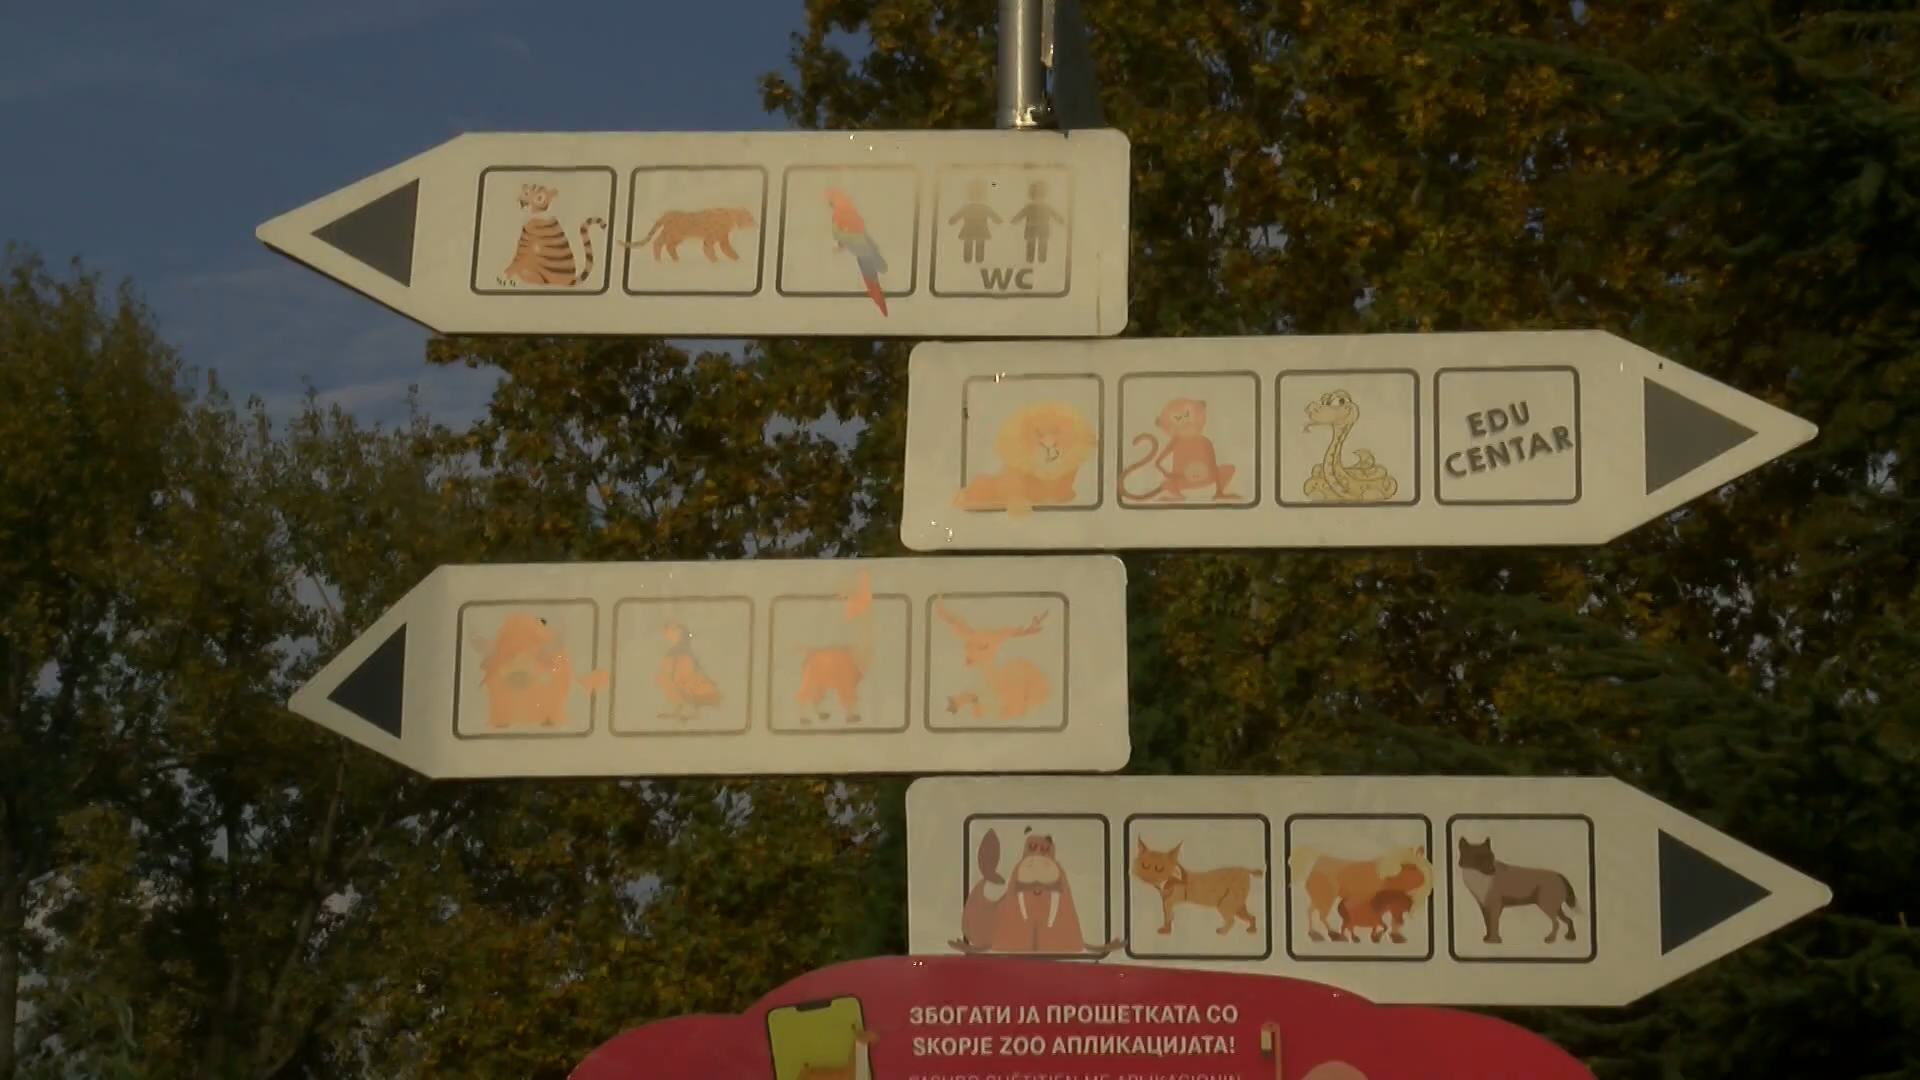 WC
EDU
CENTAR
ЗБОГАТИ ЈА ПРОШЕТКАТА СО
SKOPJE ZOO АПЛИКАЦИЈАТА!